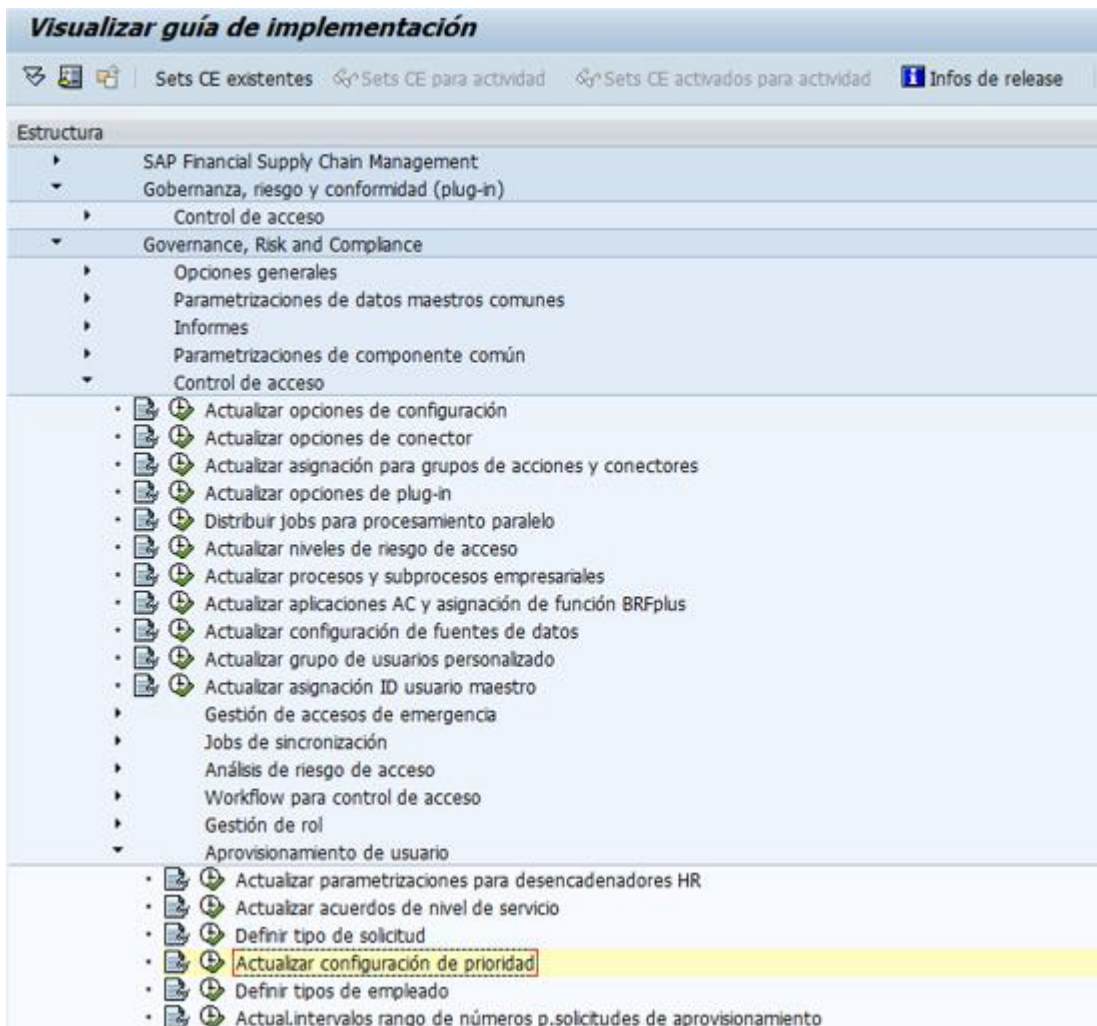 Visualizar guía de implementación
Sets CE existentes Sets CE para actividad Sets CE activados para actividad Infos de release
Estructura
SAP Financial Supply Chain Management
Gobernanza, riesgo y conformidad (plug-in)
Control de acceso
Governance, Risk and Compliance
Opciones generales
Parametrizaciones de datos maestros comunes
Informes
Parametrizaciones de componente común
Control de acceso
Actualizar opciones de configuración
Actualizar opciones de conector
Actualizar asignación para grupos de acciones y conectores
Actualizar opciones de plug-in
Distribuir jobs para procesamiento paralelo
Actualizar niveles de riesgo de acceso
Actualizar procesos y subprocesos empresariales
Actualizar aplicaciones AC y asignación de función BRFplus
Actualizar configuración de fuentes de datos
Actualizar grupo de usuarios personalizado
Actualizar asignación ID usuario maestro
Gestión de accesos de emergencia
Jobs de sincronización
Análisis de riesgo de acceso
Workflow para control de acceso
Gestión de rol
Aprovisionamiento de usuario
Actualizar parametrizaciones para desencadenadores HR
Actualizar acuerdos de nivel de servicio
Definir tipo de solicitud
Actualizar configuración de prioridad
Definir tipos de empleado
Actual.intervalos rango de números p.solicitudes de aprovisionamiento